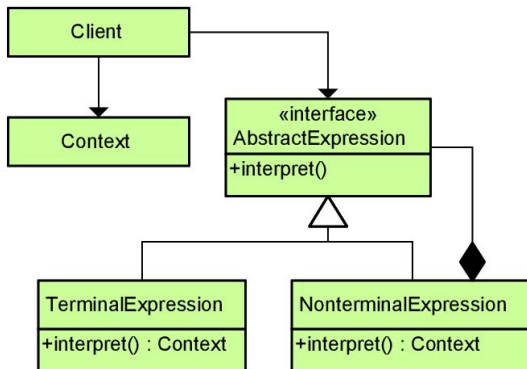 Client
Context
«interface»
AbstractExpression
+interpret()
TerminalExpression
+interpret() : Context
NonterminalExpression
+interpret() : Context